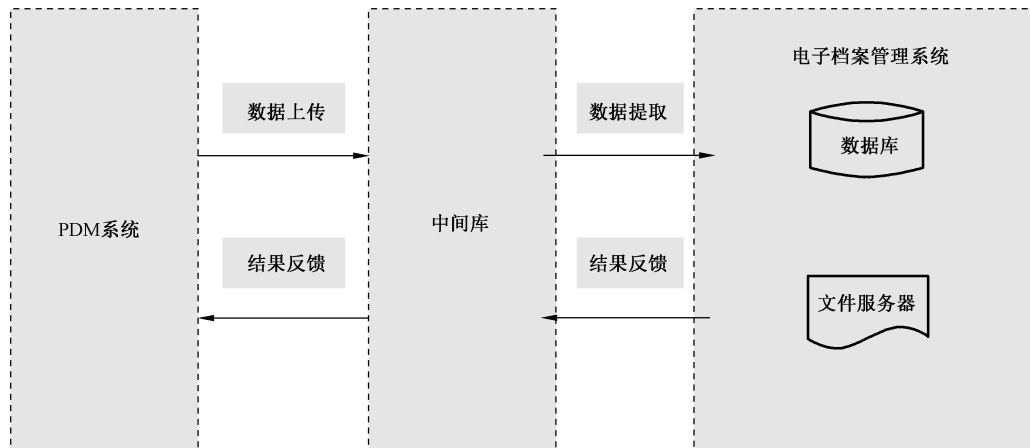 电子档案管理系统
数据上传
数据提取
数据库
PDM系统
中间库
结果反馈
结果反馈
文件服务器